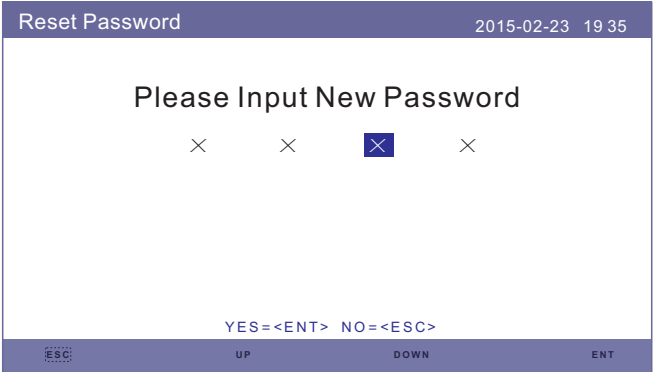 Reset Password 2015-02-23 19 35
Please Input New Password
X X X X
YES=<ENT> NO=<ESC>
ESC UP DOWN ENT